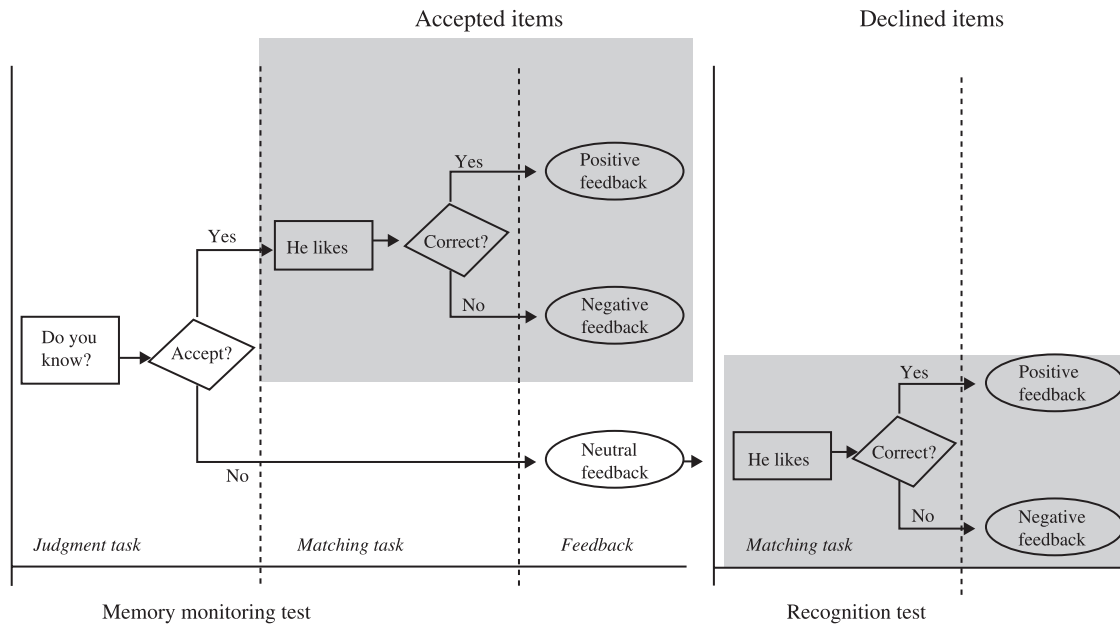 Accepted items
Declined items
Yes
Positive
feedback
Yes
He likes
Correct?
No
Negative
feedback
Do you
know?
Accept?
Yes
Positive
feedback
No
Neutral
feedback
He likes
Correct?
No
Negative
feedback
Judgment task
Matching task
Feedback
Matching task
Memory monitoring test
Recognition test